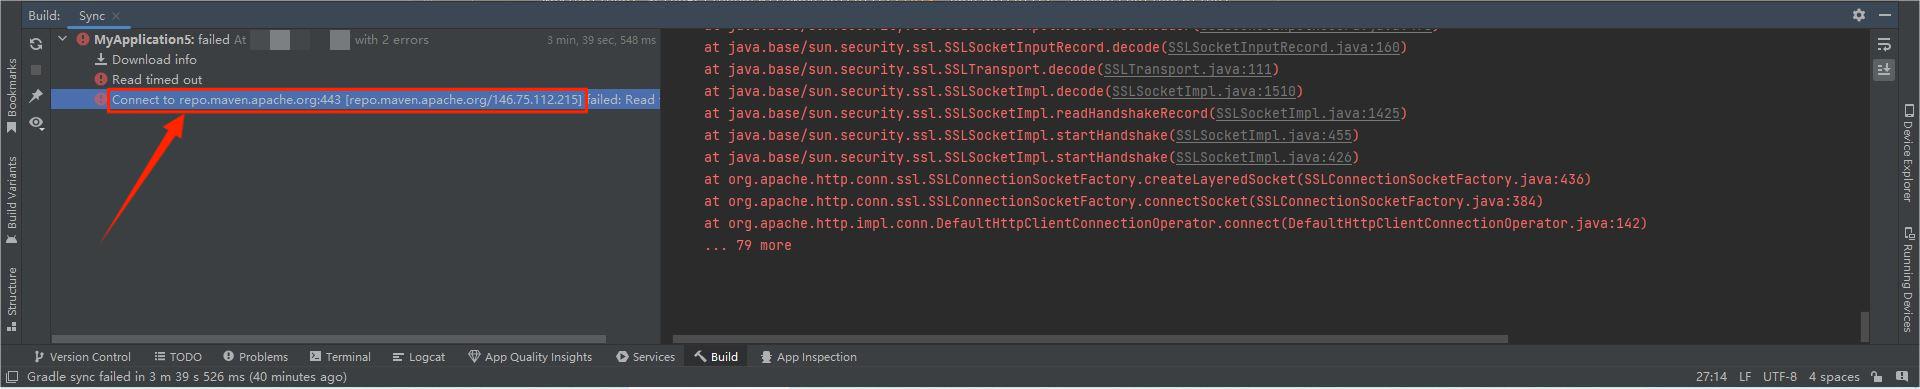 Build: Sync
MyApplication5: failed At with 2 errors 3 min, 39 sec, 548 ms
Download info
Read timed out
Connect to repo.maven.apache.org:443 [repo.maven.apache.org/146.75.112.215] failed: Read
at java.base/sun.security.ssl.SSLSocketInputRecord.decode(SSLSocketInputRecord.java:160)
at java.base/sun.security.ssl.SSLTransport.decode(SSLTransport.java:111)
at java.base/sun.security.ssl.SSLSocketImpl.decode(SSLSocketImpl.java:1510)
at java.base/sun.security.ssl.SSLSocketImpl.readHandshakeRecord(SSLSocketImpl.java:1425)
at java.base/sun.security.ssl.SSLSocketImpl.startHandshake(SSLSocketImpl.java:455)
at java.base/sun.security.ssl.SSLSocketImpl.startHandshake(SSLSocketImpl.java:426)
at org.apache.http.conn.ssl.SSLConnectionSocketFactory.createLayeredSocket(SSLConnectionSocketFactory.java:436)
at org.apache.http.conn.ssl.SSLConnectionSocketFactory.connectSocket(SSLConnectionSocketFactory.java:384)
at org.apache.http.impl.conn.DefaultHttpClientConnectionOperator.connect(DefaultHttpClientConnectionOperator.java:142)
... 79 more
Bookmarks
Build Variants
Structure
Device Explorer
Running Devices
Version Control TODO Problems Terminal Logcat App Quality Insights Services Build App Inspection
Gradle sync failed in 3 m 39 s 526 ms (40 minutes ago) 27:14 LF UTF-8 4 spaces